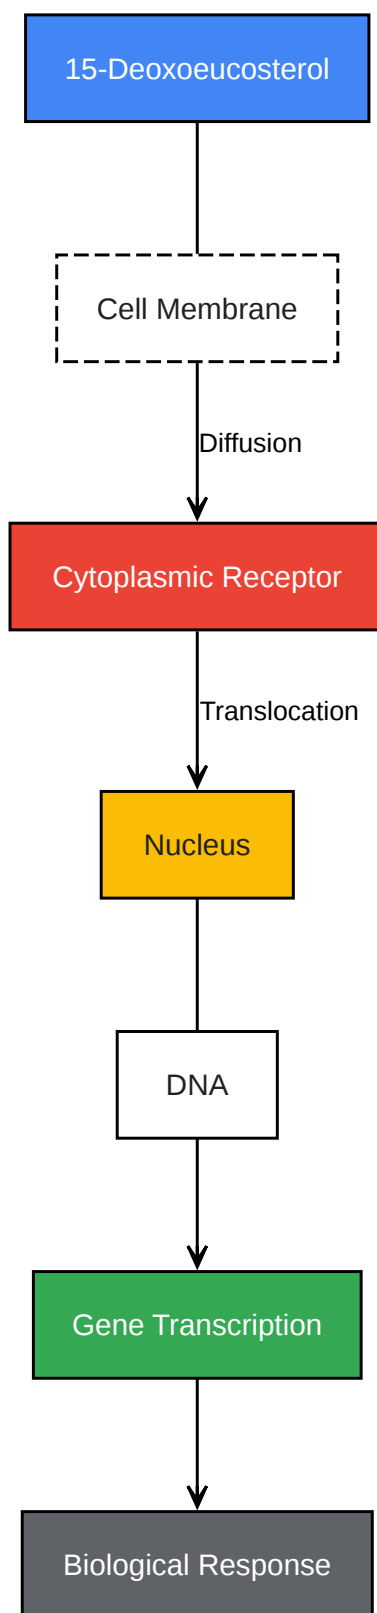 15-Deoxoeucosterol
Cell Membrane
Diffusion
Cytoplasmic Receptor
Translocation
Nucleus
DNA
Gene Transcription
Biological Response